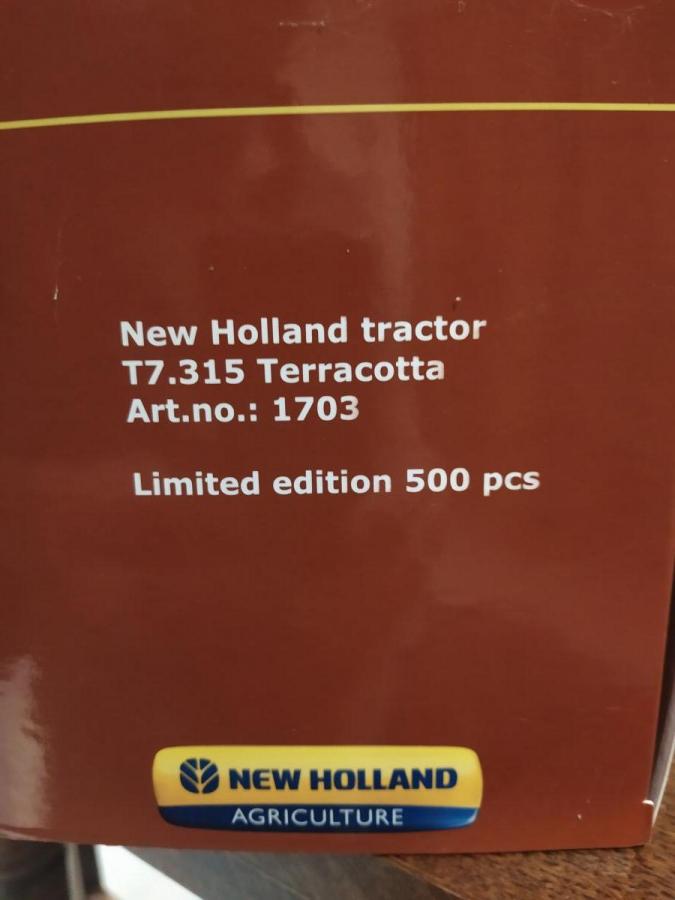 New Holland tractor
T7.315 Terracotta
Art.no.: 1703
Limited edition 500 pcs
NEW HOLLAND
AGRICULTURE